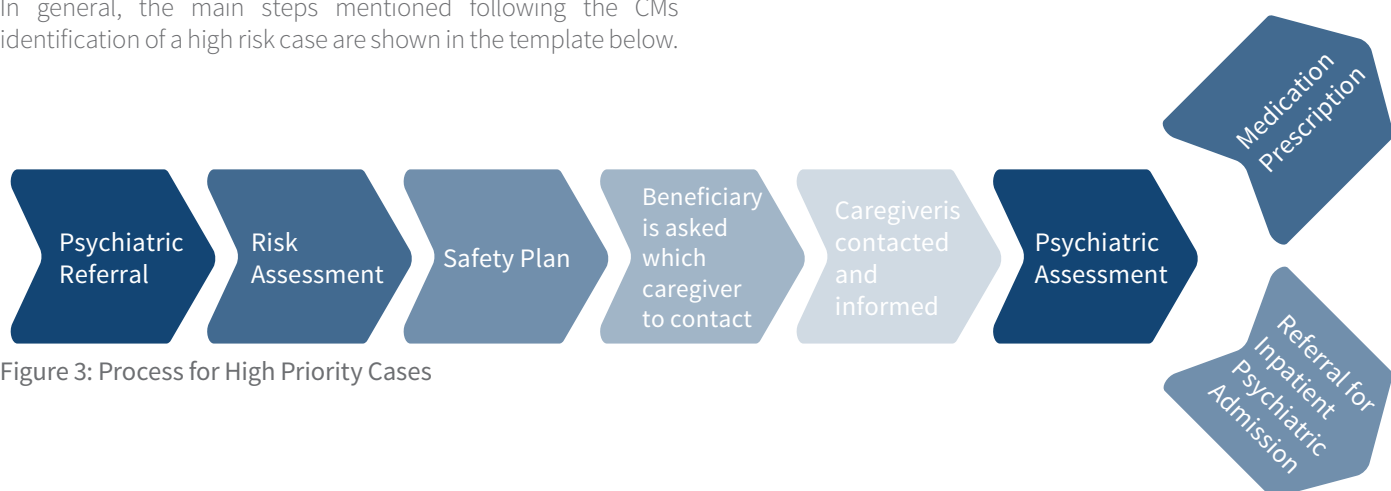 In general, the main steps mentioned following the CMs
identification of a high risk case are shown in the template below.
Psychiatric
Referral
Risk
Assessment
Safety Plan
Beneficiary
is asked
which
caregiver
to contact
Caregiveris
contacted
and
informed
Psychiatric
Assessment
Medication
Prescription
Referral for
Inpatient
Psychiatric
Admission
Figure 3: Process for High Priority Cases